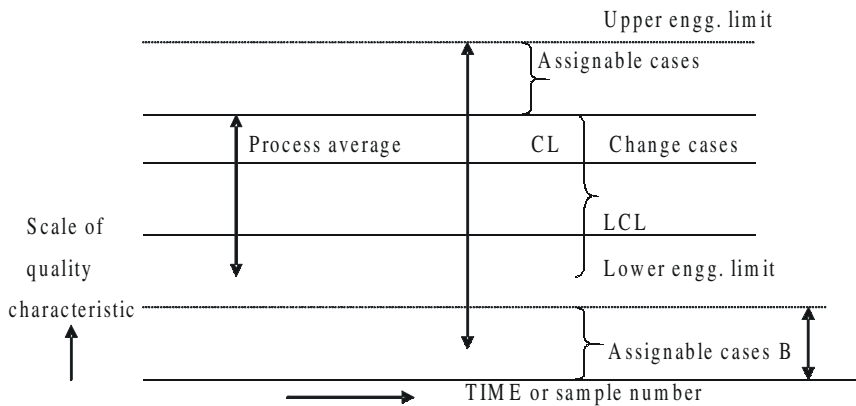 Upper engg. limit
Assignable cases
Process average
CL
Change cases
Scale of
quality
characteristic
LCL
Lower engg. limit
Assignable cases B
TIME or sample number